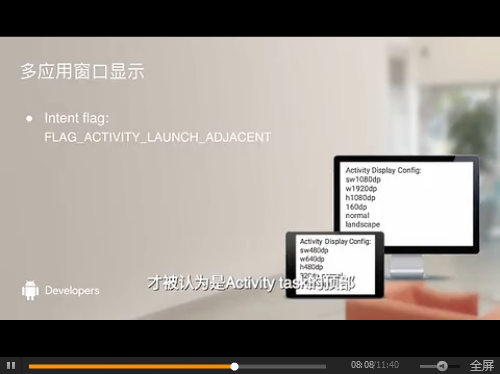 多应用窗口显示
Intent flag:
FLAG_ACTIVITY_LAUNCH_ADJACENT
Activity Display Config:
sw1080dp
w1920dp
h1080dp
160dp
normal
landscape
Activity Display Config:
sw480dp
w640dp
h480dp
才被认为是Activity task的顶部
Developers
08:08/11:40
全屏